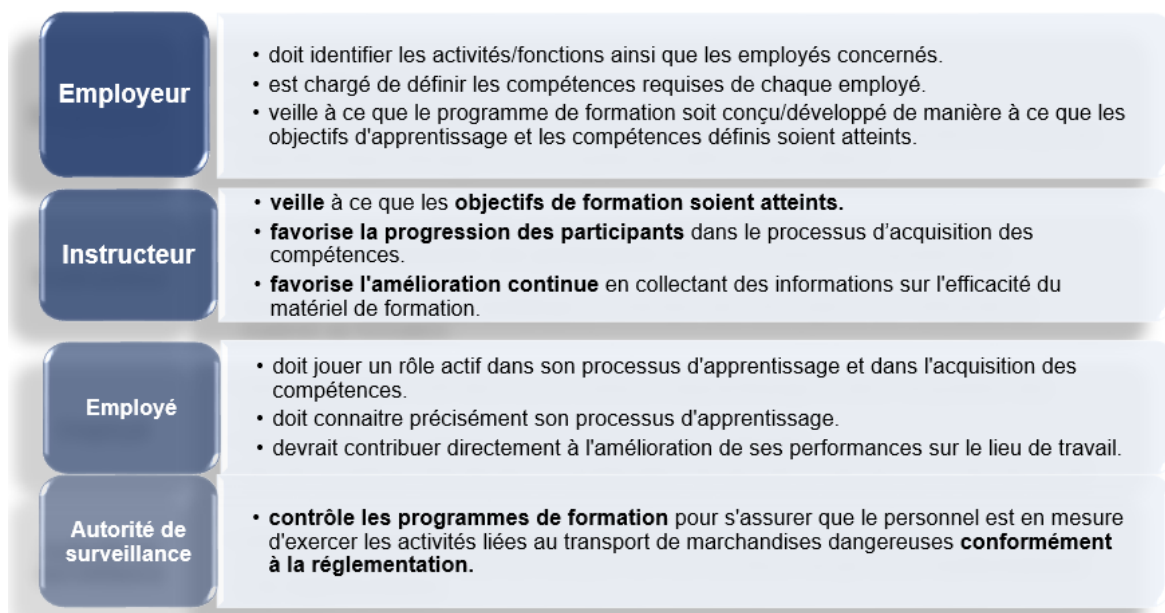 Employeur
• doit identifier les activités/fonctions ainsi que les employés concernés.
• est chargé de définir les compétences requises de chaque employé.
• veille à ce que le programme de formation soit conçu/développé de manière à ce que les
objectifs d'apprentissage et les compétences définis soient atteints.
Instructeur
• veille à ce que les objectifs de formation soient atteints.
• favorise la progression des participants dans le processus d’acquisition des
compétences.
• favorise l'amélioration continue en collectant des informations sur l'efficacité du
matériel de formation.
Employé
• doit jouer un rôle actif dans son processus d'apprentissage et dans l'acquisition des
compétences.
• doit connaitre précisément son processus d'apprentissage.
• devrait contribuer directement à l'amélioration de ses performances sur le lieu de travail.
Autorité de
surveillance
• contrôle les programmes de formation pour s'assurer que le personnel est en mesure
d'exercer les activités liées au transport de marchandises dangereuses conformément
à la réglementation.